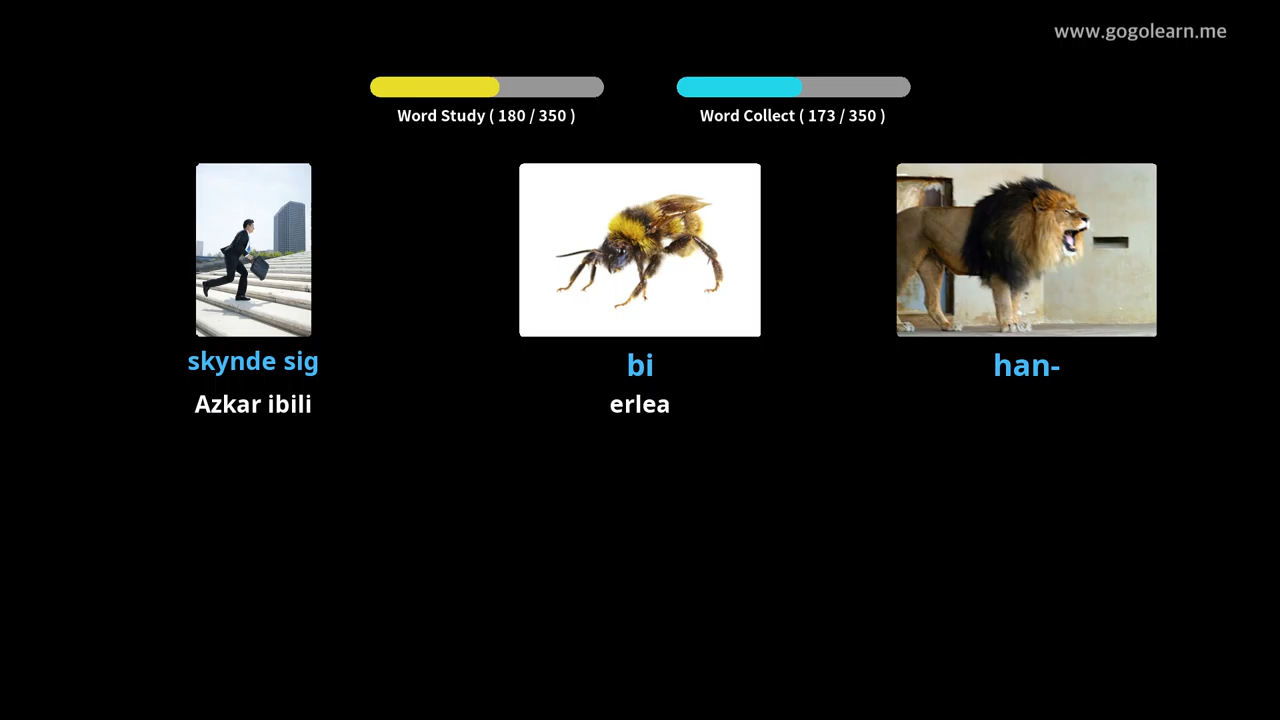 www.gogolearn.me
Word Study ( 180 / 350 )
Word Collect ( 173 / 350 )
skynde sig
Azkar ibili
bi
erlea
han-